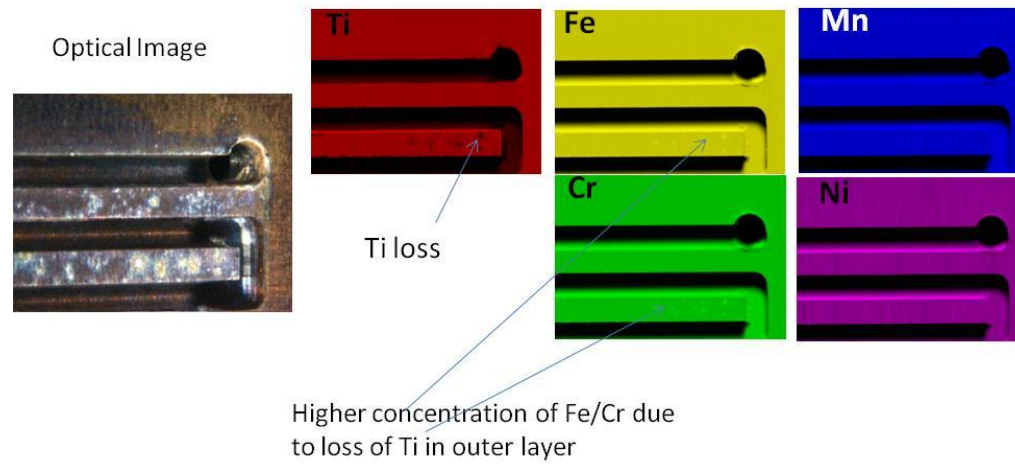 Optical Image
Ti
Fe
Mn
Cr
Ni
Ti loss
Higher concentration of Fe/Cr due
to loss of Ti in outer layer